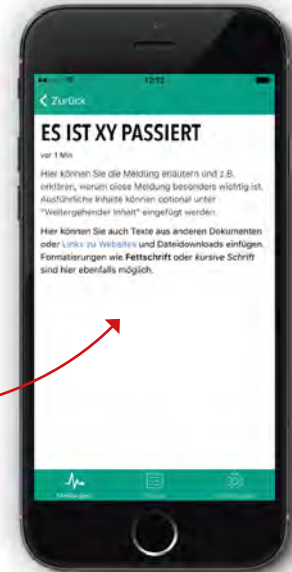 12:12
Zurück
ES IST XY PASSIERT
vor 1 Min
Hier können Sie die Meldung erläutern und z.B.
erklären, warum diese Meldung besonders wichtig ist.
Ausführliche Inhalte können optional unter
"Weitergehender Inhalt" eingefügt werden.
Hier können Sie auch Texte aus anderen Dokumenten
oder Links zu Websites und Dateidownloads einfügen.
Formatierungen wie Fettschrift oder kursive Schrift
sind hier ebenfalls möglich.
Meldungen